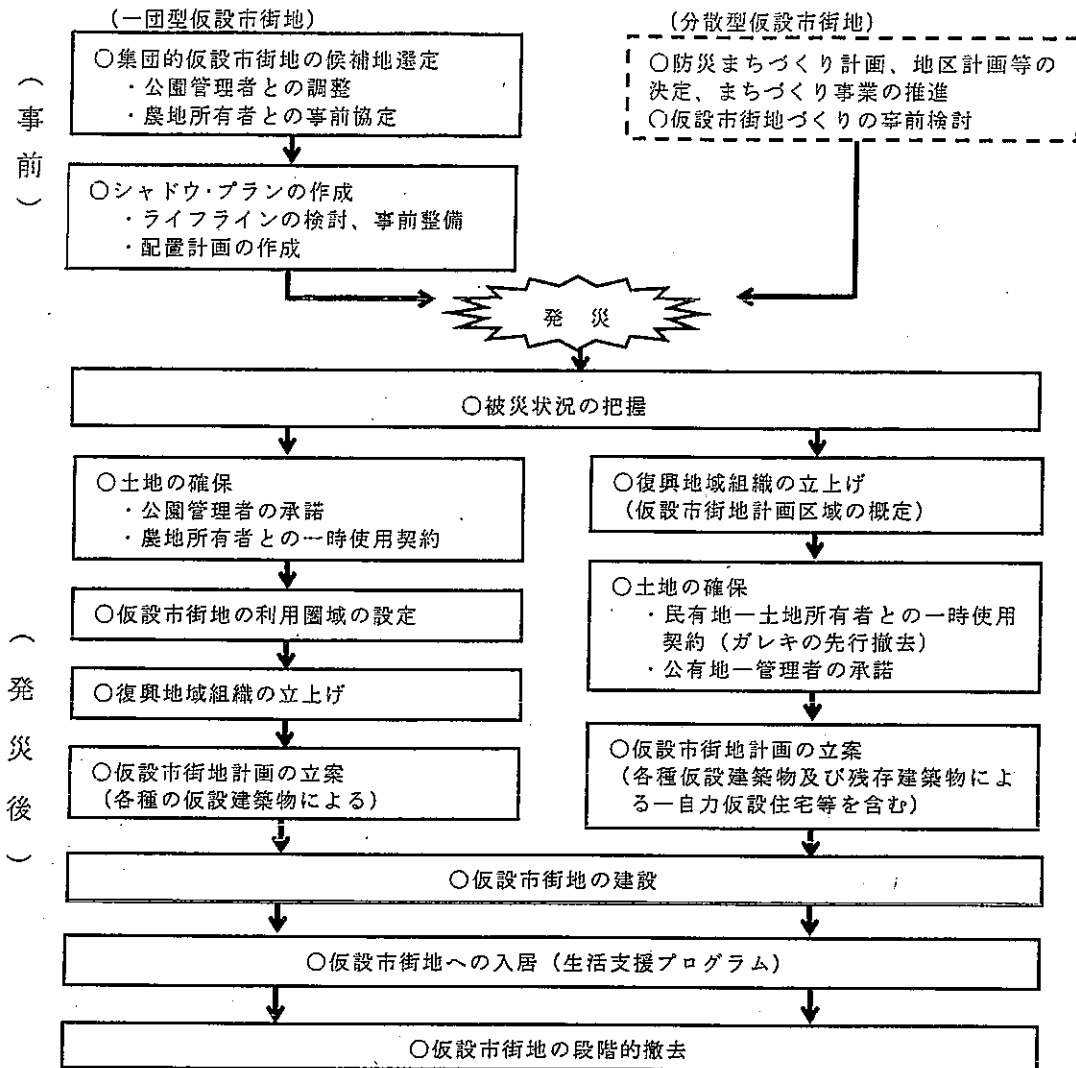 (一団型仮設市街地)
(分散型仮設市街地)
(事前)
○集団的仮設市街地の候補地選定
・公園管理者との調整
・農地所有者との事前協定
○防災まちづくり計画、地区計画等の
決定、まちづくり事業の推進
○仮設市街地づくりの事前検討
○シャドウ・プランの作成
・ライフラインの検討、事前整備
・配置計画の作成
発災
○被災状況の把握
(発災後)
○土地の確保
・公園管理者の承諾
・農地所有者との一時使用契約
○仮設市街地の利用圏域の設定
○復興地域組織の立上げ
○仮設市街地計画の立案
(各種の仮設建築物による)
○復興地域組織の立上げ
(仮設市街地計画区域の概定)
○土地の確保
・民有地―土地所有者との一時使用
契約(ガレキの先行撤去)
・公有地―管理者の承諾
○仮設市街地計画の立案
(各種仮設建築物及び残存建築物によ
る―自力仮設住宅等を含む)
○仮設市街地の建設
○仮設市街地への入居(生活支援プログラム)
○仮設市街地の段階的撤去